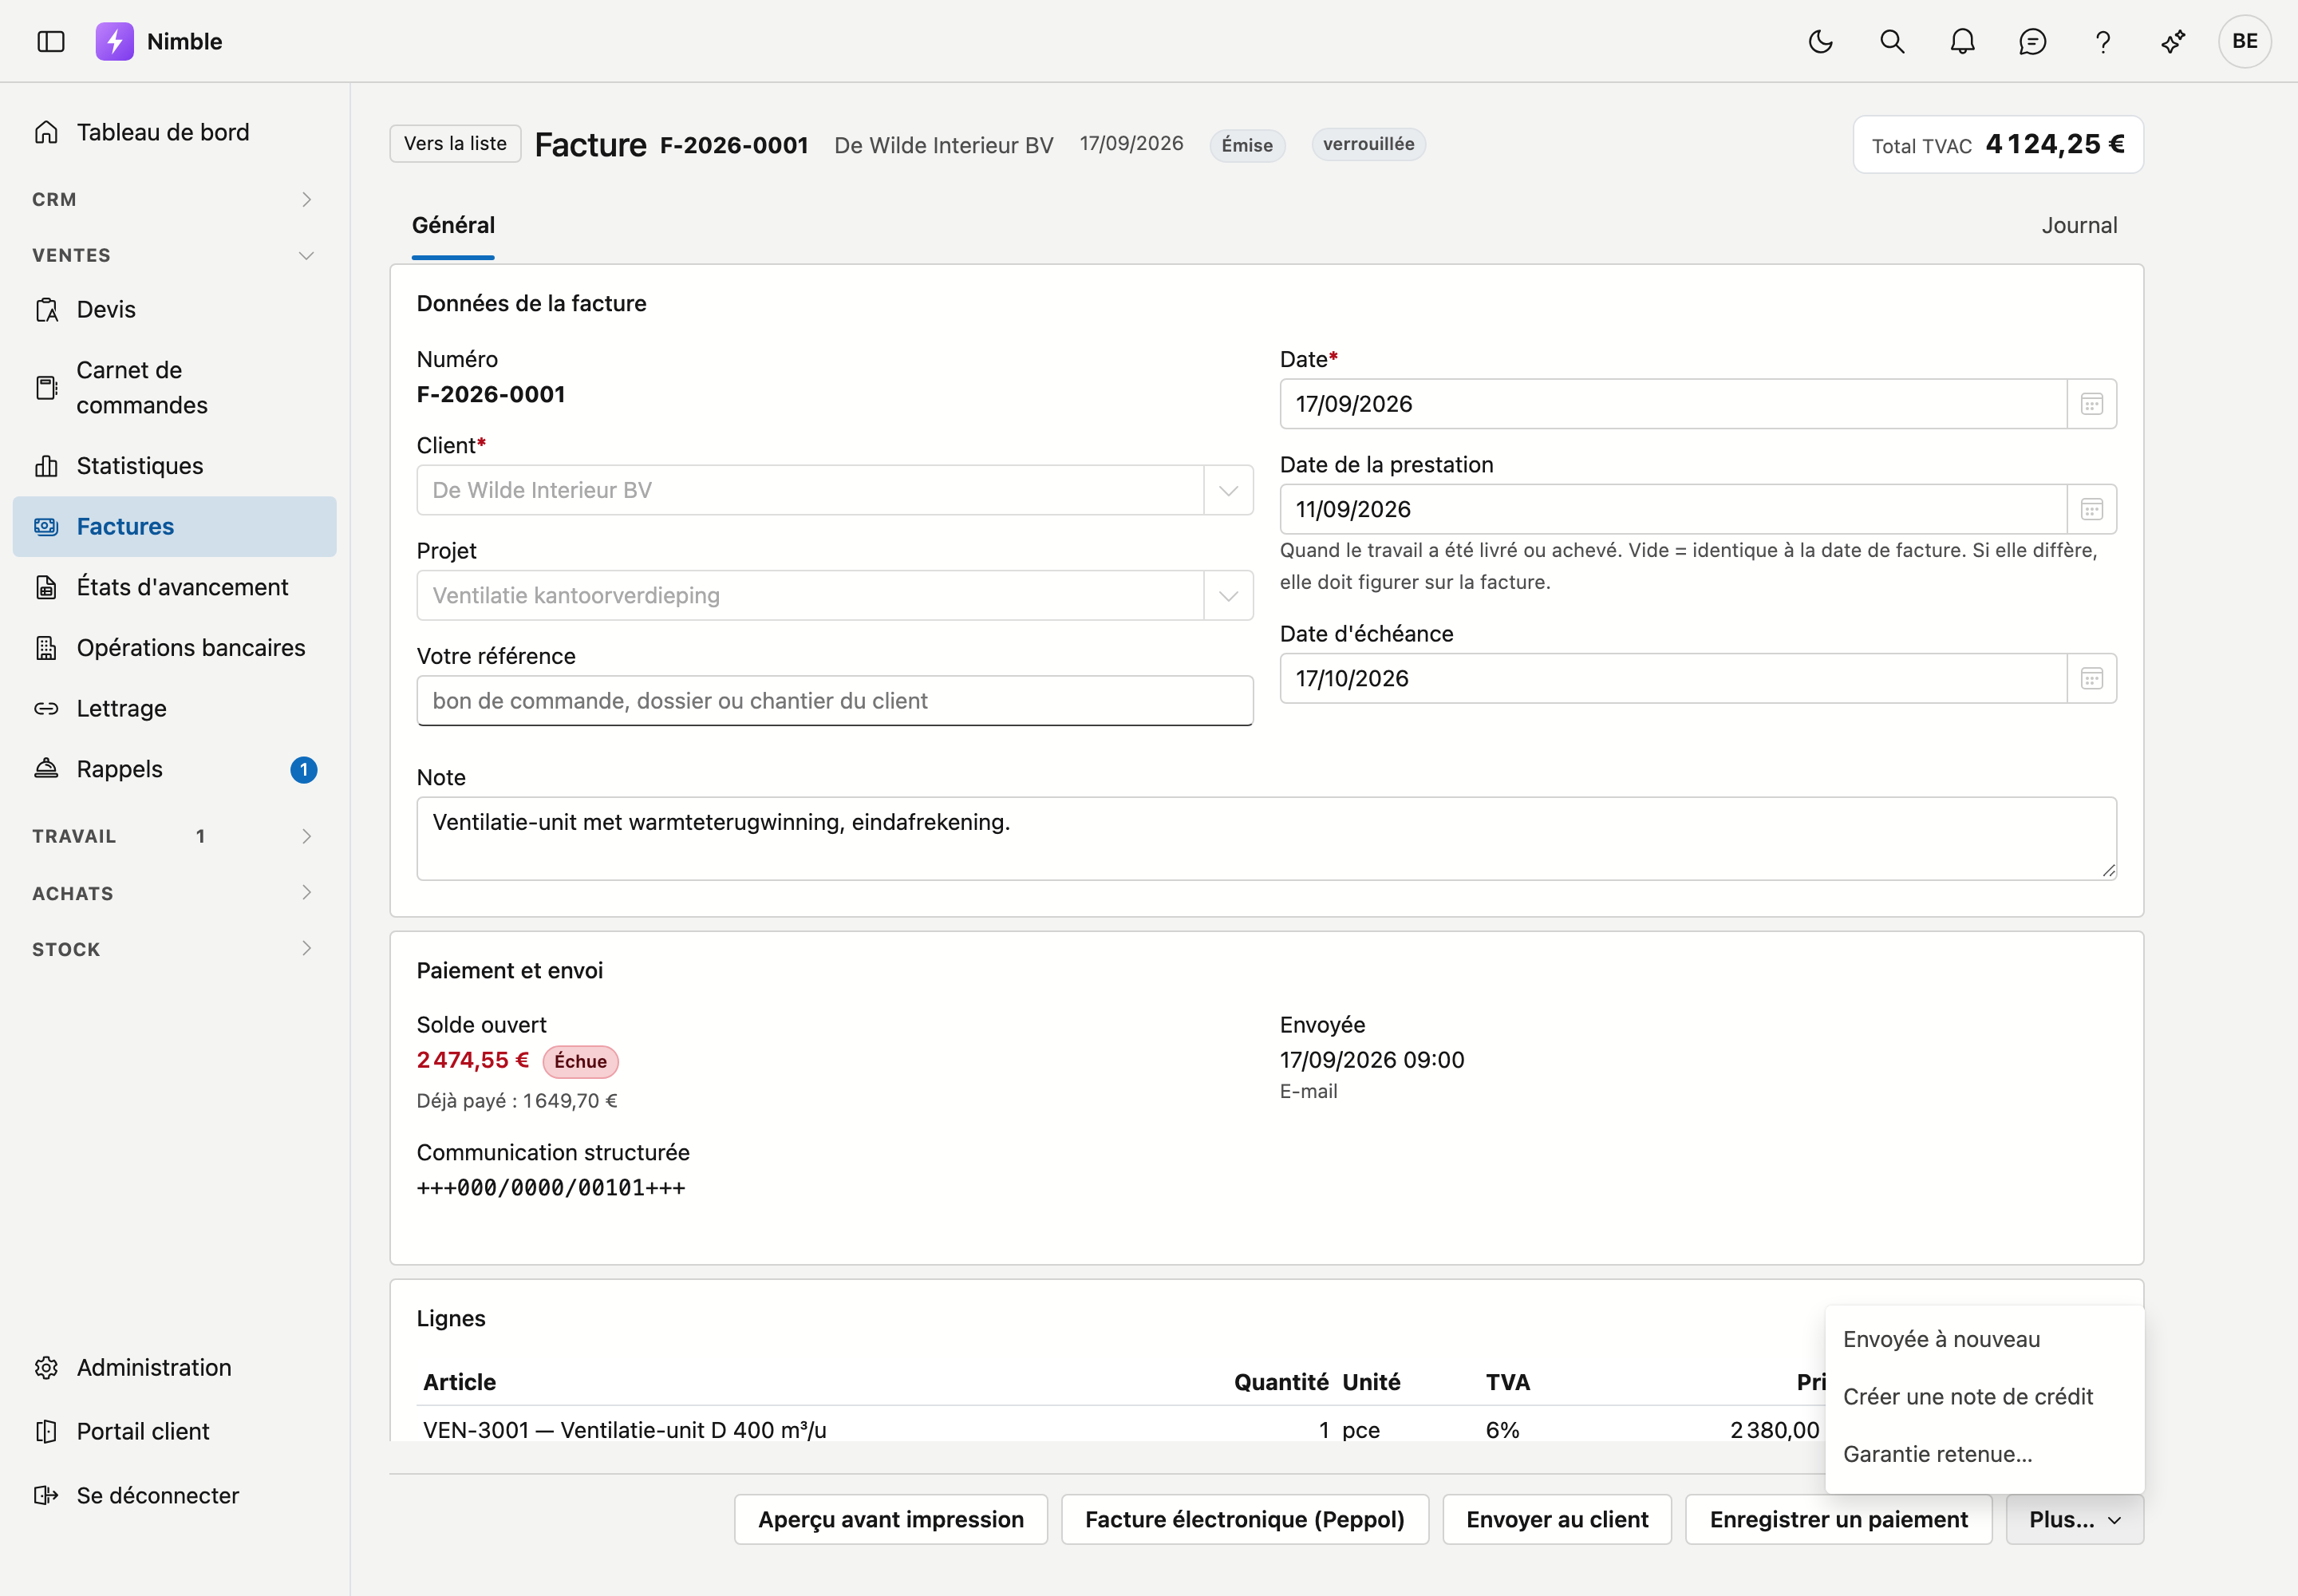 Nimble
BE
Tableau de bord
CRM
VENTES
Devis
Carnet de
commandes
Statistiques
Factures
États d'avancement
Opérations bancaires
Lettrage
Rappels 1
TRAVAIL 1
ACHATS
STOCK
Administration
Portail client
Se déconnecter
Vers la liste Facture F-2026-0001 De Wilde Interieur BV 17/09/2026 Émise verrouillée
Total TVAC 4 124,25 €
Général
Journal
Données de la facture
Numéro
F-2026-0001
Client*
De Wilde Interieur BV
Projet
Ventilatie kantoorverdieping
Votre référence
bon de commande, dossier ou chantier du client
Date*
17/09/2026
Date de la prestation
11/09/2026
Quand le travail a été livré ou achevé. Vide = identique à la date de facture. Si elle diffère,
elle doit figurer sur la facture.
Date d'échéance
17/10/2026
Note
Ventilatie-unit met warmteterugwinning, eindafrekening.
Paiement et envoi
Solde ouvert
2 474,55 € Échue
Déjà payé : 1 649,70 €
Communication structurée
+++000/0000/00101+++
Envoyée
17/09/2026 09:00
E-mail
Lignes
Article Quantité Unité TVA
VEN-3001 — Ventilatie-unit D 400 m³/u 1 pce 6% 2 380,00
Envoyée à nouveau
Créer une note de crédit
Garantie retenue...
Aperçu avant impression
Facture électronique (Peppol)
Envoyer au client
Enregistrer un paiement
Plus...